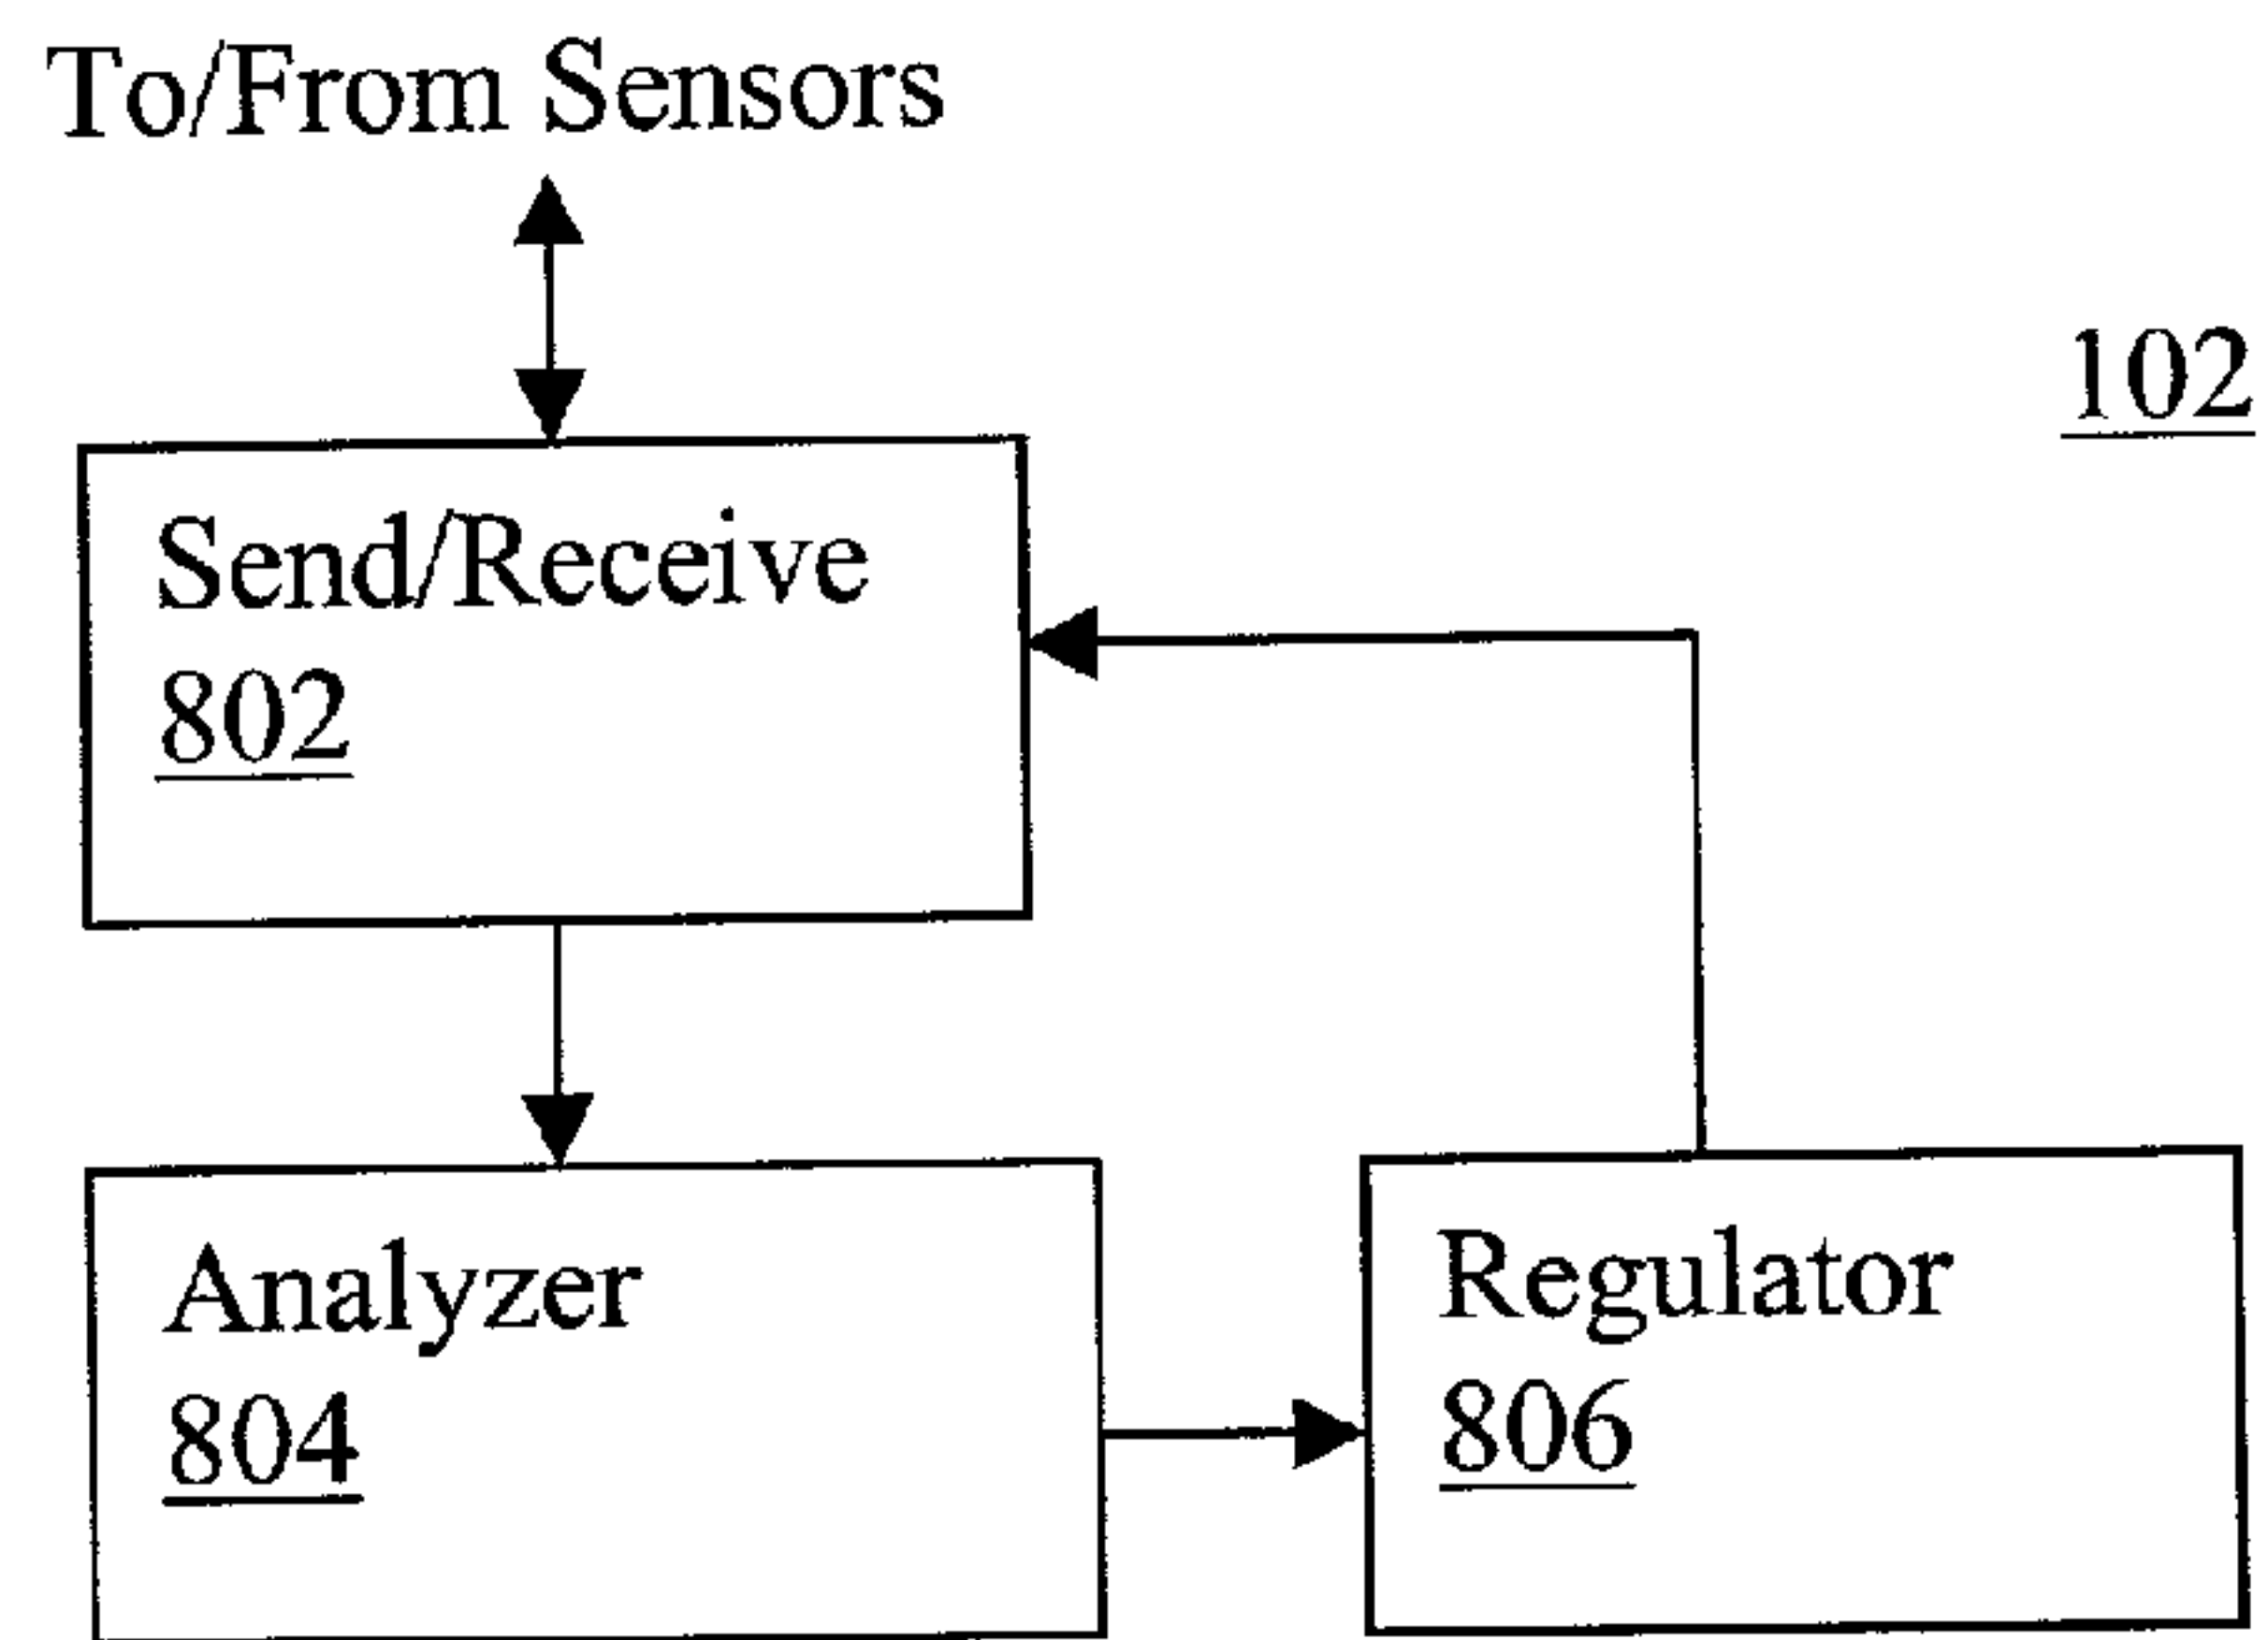 To/From Sensors
102
Send/Receive
802
Analyzer
804
Regulator
806